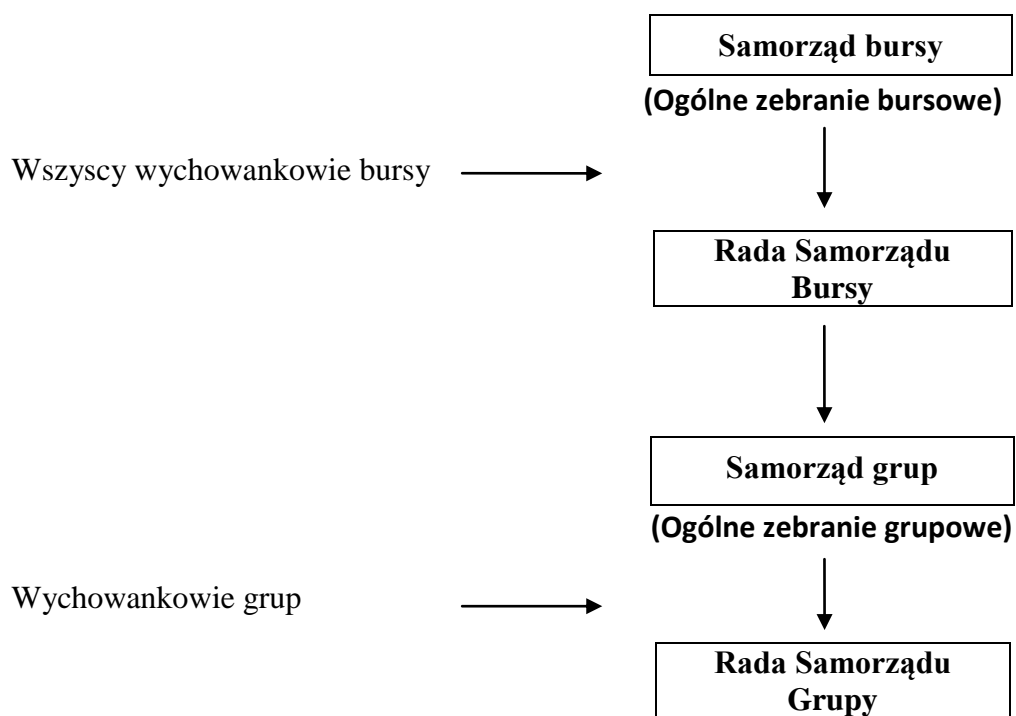 Samorząd bursy
(Ogólne zebranie bursowe)
Wszyscy wychowankowie bursy
Rada Samorządu
Bursy
Samorząd grup
(Ogólne zebranie grupowe)
Wychowankowie grup
Rada Samorządu
Grupy